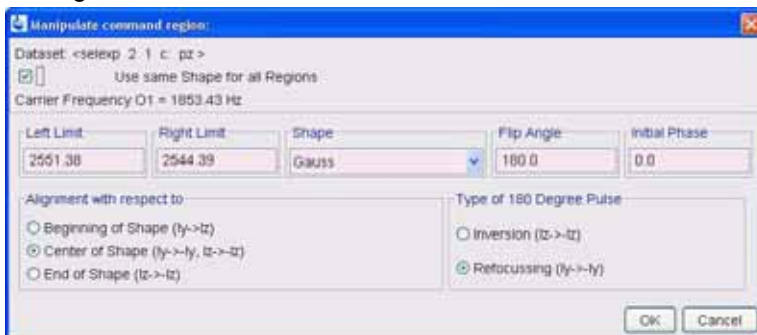 Manipulate command region:
Dataset: <selexp 2 1 c: pz >
Use same Shape for all Regions
Carrier Frequency O1 = 1853.43 Hz
Left Limit Right Limit Shape Flip Angle Initial Phase
2551.38 2544.39 Gauss 180.0 0.0
Alignment with respect to Type of 180 Degree Pulse
Beginning of Shape (Iy->Iz)
Inversion (Iz->-Iz)
Center of Shape (Iy->-Iy, Iz->-Iz)
Refocussing (Iy->-Iy)
End of Shape (Iz->-Iz)
OK Cancel